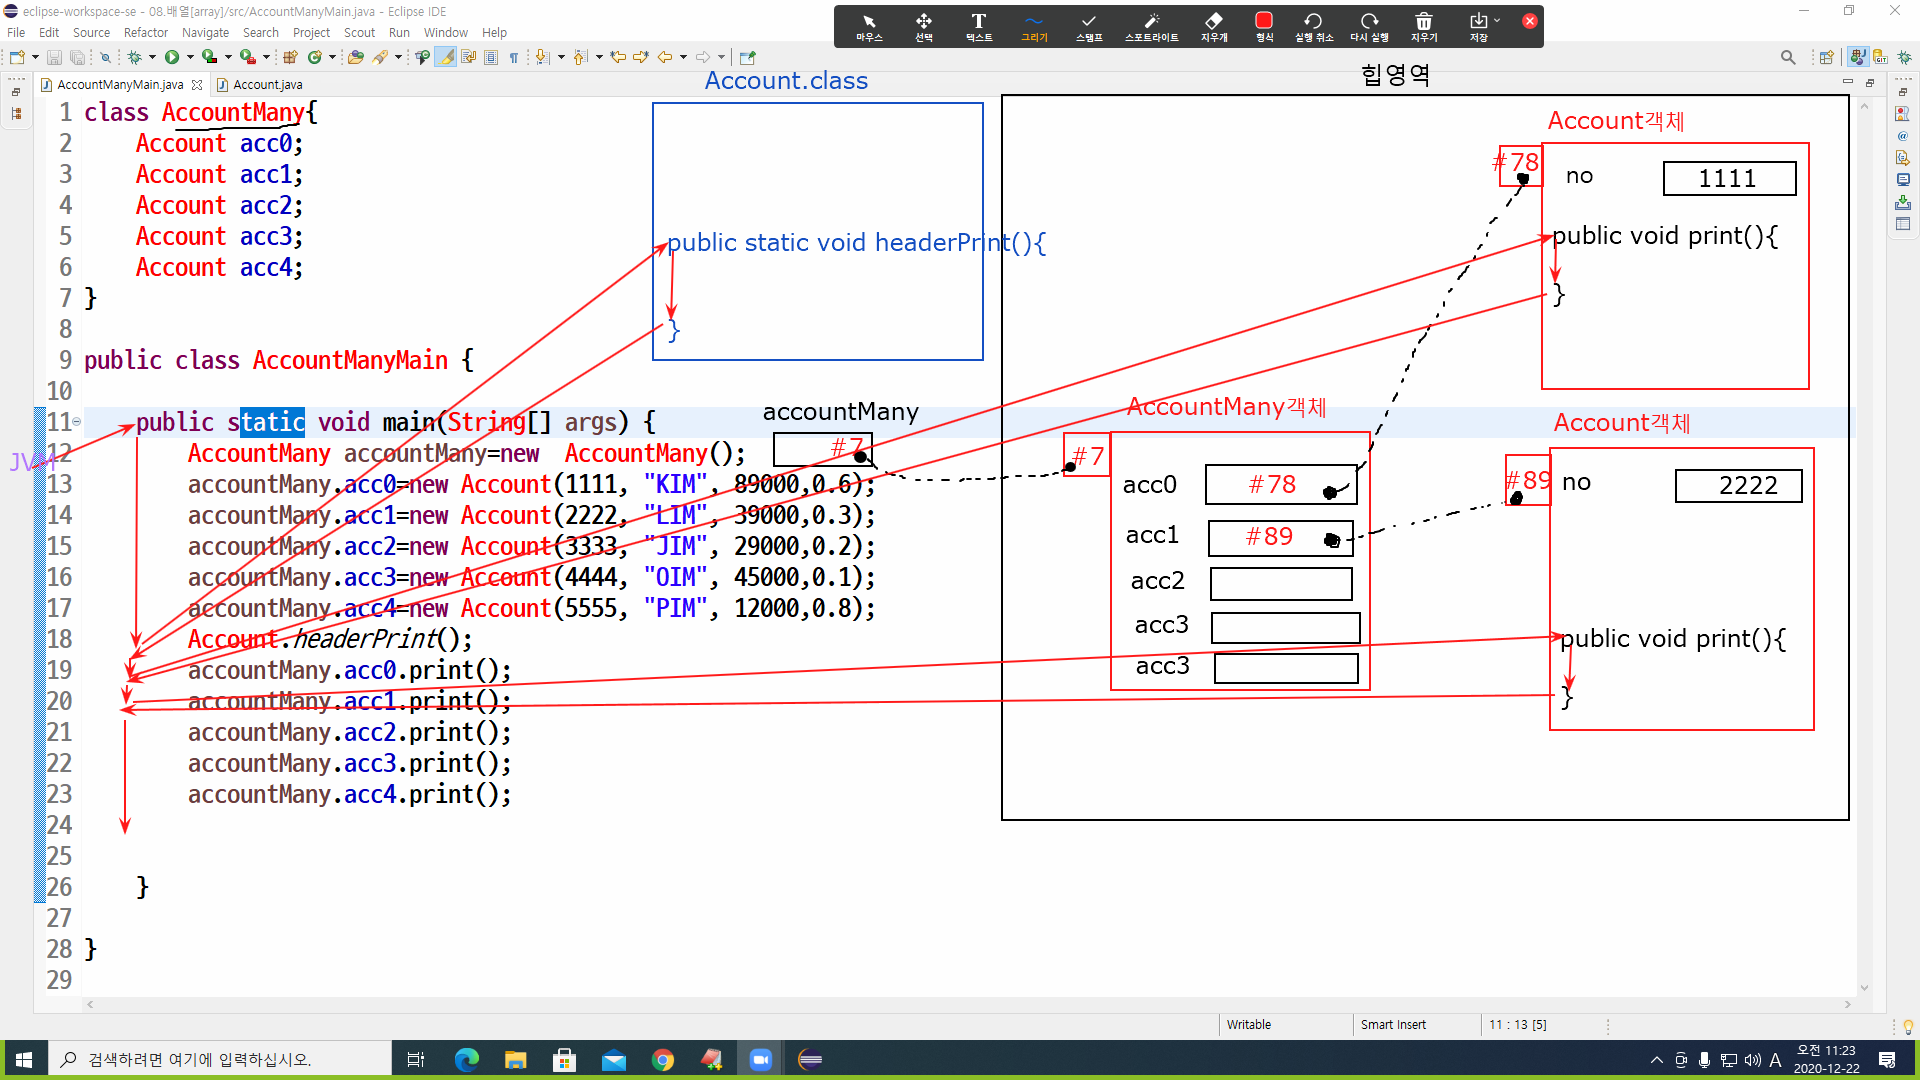 eclipse-workspace-se - 08.배열[array]/src/AccountManyMain.java - Eclipse IDE
File Edit Source Refactor Navigate Search Project Scout Run Window Help
마우스 선택 텍스트 그리기 스탬프 스포트라이트 지우개 형식 실행 취소 다시 실행 지우기 저장
AccountManyMain.java Account.java
Account.class
힙영역
1 class AccountMany{
2 Account acc0;
3 Account acc1;
4 Account acc2;
5 Account acc3;
6 Account acc4;
7 }
8
9 public class AccountManyMain {
10
11 public static void main(String[] args) {
12 AccountMany accountMany=new  AccountMany();
13 accountMany.acc0=new Account(1111, "KIM", 89000,0.6);
14 accountMany.acc1=new Account(2222, "LIM", 39000,0.3);
15 accountMany.acc2=new Account(3333, "JIM", 29000,0.2);
16 accountMany.acc3=new Account(4444, "OIM", 45000,0.1);
17 accountMany.acc4=new Account(5555, "PIM", 12000,0.8);
18 Account.headerPrint();
19 accountMany.acc0.print();
20 accountMany.acc1.print();
21 accountMany.acc2.print();
22 accountMany.acc3.print();
23 accountMany.acc4.print();
24
25
26 }
27
28 }
29
JVM
public static void headerPrint(){
}
accountMany
#7
AccountMany객체
#7
acc0 #78
acc1 #89
acc2
acc3
acc3
Account객체
#78
no 1111
public void print(){
}
Account객체
#89
no 2222
public void print(){
}
Writable Smart Insert 11 : 13 [5]
검색하려면 여기에 입력하십시오.
A
오전 11:23
2020-12-22